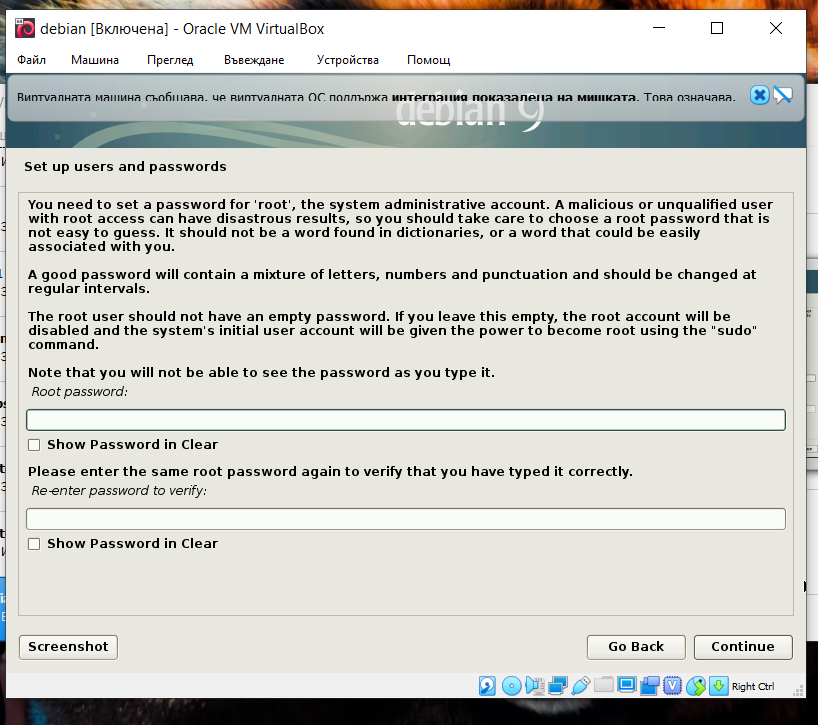 debian [Включена] - Oracle VM VirtualBox
Файл Машина Преглед Въвеждане Устройства Помощ
Виртуалната машина съобщава, че виртуалната ОС поддържа интеграция показалеца на мишката. Това означава,
debian 9
Set up users and passwords
You need to set a password for 'root', the system administrative account. A malicious or unqualified user
with root access can have disastrous results, so you should take care to choose a root password that is
not easy to guess. It should not be a word found in dictionaries, or a word that could be easily
associated with you.
A good password will contain a mixture of letters, numbers and punctuation and should be changed at
regular intervals.
The root user should not have an empty password. If you leave this empty, the root account will be
disabled and the system's initial user account will be given the power to become root using the "sudo"
command.
Note that you will not be able to see the password as you type it.
Root password:
Show Password in Clear
Please enter the same root password again to verify that you have typed it correctly.
Re-enter password to verify:
Show Password in Clear
Screenshot Go Back Continue
Right Ctrl